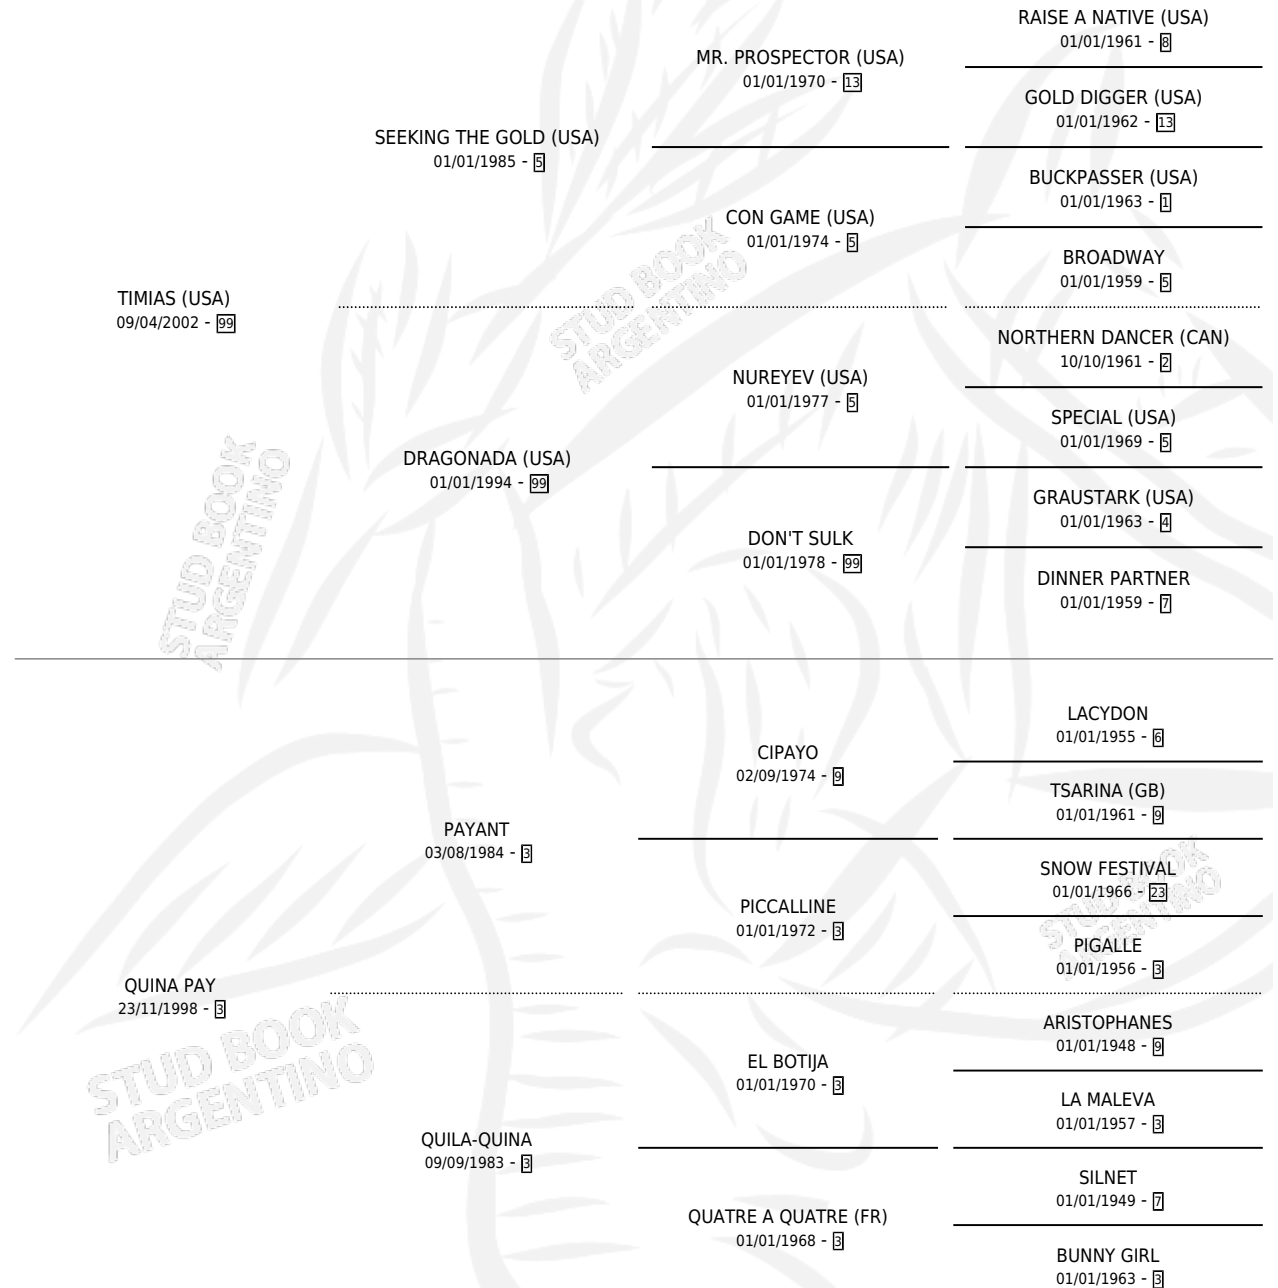 RAISE A NATIVE (USA)
01/01/1961 - 8
MR. PROSPECTOR (USA)
01/01/1970 - 13
GOLD DIGGER (USA)
01/01/1962 - 13
SEEKING THE GOLD (USA)
01/01/1985 - 5
BUCKPASSER (USA)
01/01/1963 - 1
CON GAME (USA)
01/01/1974 - 5
BROADWAY
01/01/1959 - 5
TIMIAS (USA)
09/04/2002 - 99
STUD BOOK
ARGENTINO
NORTHERN DANCER (CAN)
10/10/1961 - 2
NUREYEV (USA)
01/01/1977 - 5
SPECIAL (USA)
01/01/1969 - 5
DRAGONADA (USA)
01/01/1994 - 99
STUD BOOK
ARGENTINO
GRAUSTARK (USA)
01/01/1963 - 4
DON'T SULK
01/01/1978 - 99
DINNER PARTNER
01/01/1959 - 7
LACYDON
01/01/1955 - 6
CIPAYO
02/09/1974 - 9
TSARINA (GB)
01/01/1961 - 9
PAYANT
03/08/1984 - 3
SNOW FESTIVAL
01/01/1966 - 23
STUD BOOK
ARGENTINO
PICCALLINE
01/01/1972 - 3
PIGALLE
01/01/1956 - 3
QUINA PAY
23/11/1998 - 3
STUD BOOK
ARGENTINO
ARISTOPHANES
01/01/1948 - 9
EL BOTIJA
01/01/1970 - 3
LA MALEVA
01/01/1957 - 3
QUILA-QUINA
09/09/1983 - 3
SILNET
01/01/1949 - 7
QUATRE A QUATRE (FR)
01/01/1968 - 3
BUNNY GIRL
01/01/1963 - 3